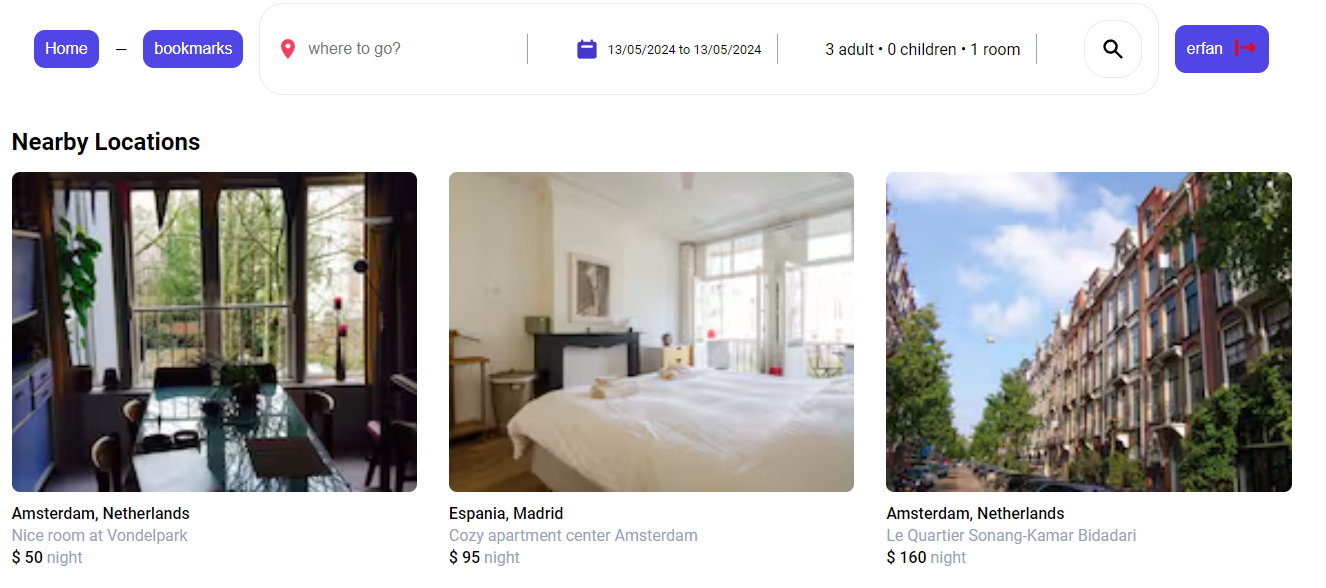 Home – bookmarks where to go? 13/05/2024 to 13/05/2024 3 adult • 0 children • 1 room erfan
Nearby Locations
Amsterdam, Netherlands
Nice room at Vondelpark
$ 50 night
Espania, Madrid
Cozy apartment center Amsterdam
$ 95 night
Amsterdam, Netherlands
Le Quartier Sonang-Kamar Bidadari
$ 160 night